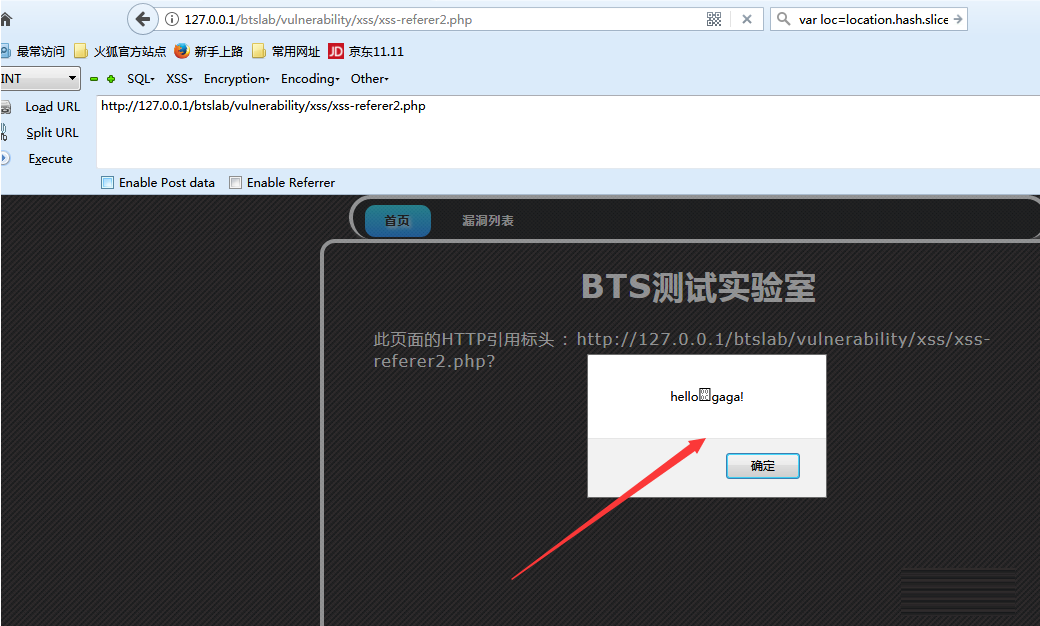 127.0.0.1/btslab/vulnerability/xss/xss-referer2.php
var loc=location.hash.slice
最常访问 火狐官方站点 新手上路 常用网址 JD 京东11.11
INT SQL- XSS- Encryption- Encoding- Other-
Load URL http://127.0.0.1/btslab/vulnerability/xss/xss-referer2.php
Split URL
Execute
Enable Post data Enable Referrer
首页 漏洞列表
BTS测试实验室
此页面的HTTP引用标头 : http://127.0.0.1/btslab/vulnerability/xss/xss-
referer2.php?
hello gaga!
确定